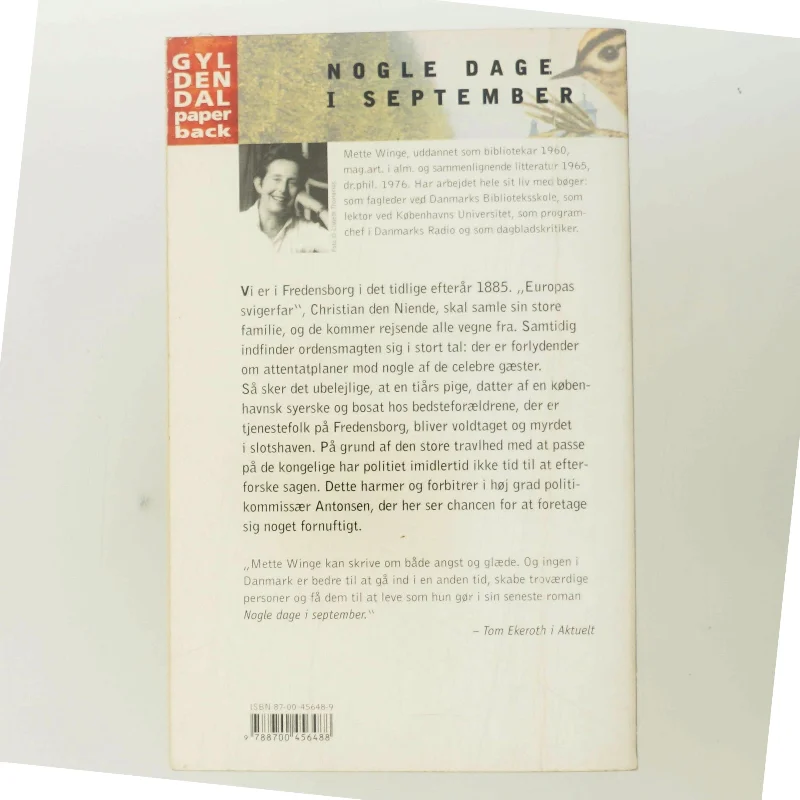 GYL
DEN
DAL
paper
back
NOGLE DAGE
I SEPTEMBER
Mette Winge, uddannet som bibliotekar 1960,
mag.art. i alm. og sammenlignende litteratur 1965,
dr.phil. 1976. Har arbejdet hele sit liv med bøger:
som fagleder ved Danmarks Biblioteksskole, som
lektor ved Københavns Universitet, som program-
chef i Danmarks Radio og som dagbladskritiker.
Vi er i Fredensborg i det tidlige efterår 1885. „Europas
svigerfar“, Christian den Niende, skal samle sin store
familie, og de kommer rejsende alle vegne fra. Samtidig
indfinder ordensmagten sig i stort tal: der er forlydender
om attentatplaner mod nogle af de celebre gæster.
Så sker det ubelejlige, at en tiårs pige, datter af en køben-
havnsk syerske og bosat hos bedsteforældrene, der er
tjenestefolk på Fredensborg, bliver voldtaget og myrdet
i slotshaven. På grund af den store travlhed med at passe
på de kongelige har politiet imidlertid ikke tid til at efter-
forske sagen. Dette harmer og forbitrer i høj grad politi-
kommissær Antonsen, der her ser chancen for at foretage
sig noget fornuftigt.
„Mette Winge kan skrive om både angst og glæde. Og ingen i
Danmark er bedre til at gå ind i en anden tid, skabe troværdige
personer og få dem til at leve som hun gør i sin seneste roman
Nogle dage i september.“
– Tom Ekeroth i Aktuelt
ISBN 87-00-45648-9
9 788700 456488